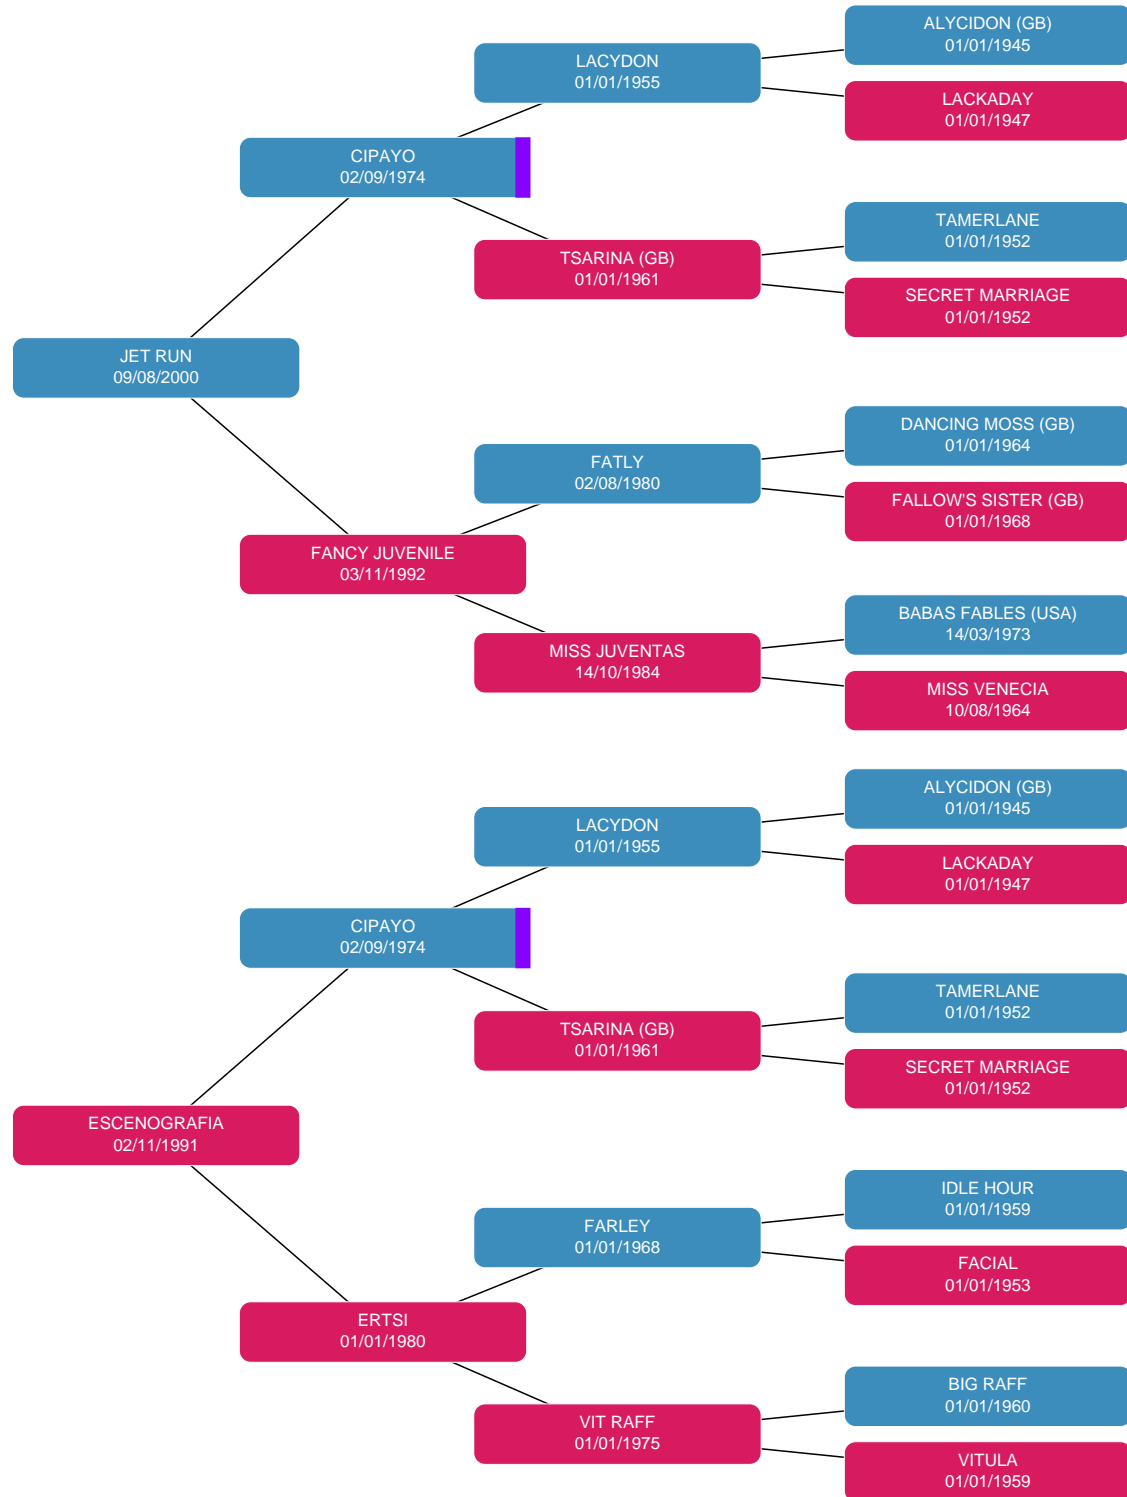 ALYCIDON (GB)
01/01/1945
LACYDON
01/01/1955
LACKADAY
01/01/1947
CIPAYO
02/09/1974
TAMERLANE
01/01/1952
TSARINA (GB)
01/01/1961
SECRET MARRIAGE
01/01/1952
JET RUN
09/08/2000
DANCING MOSS (GB)
01/01/1964
FATLY
02/08/1980
FALLOW'S SISTER (GB)
01/01/1968
FANCY JUVENILE
03/11/1992
BABAS FABLES (USA)
14/03/1973
MISS JUVENTAS
14/10/1984
MISS VENECIA
10/08/1964
ALYCIDON (GB)
01/01/1945
LACYDON
01/01/1955
LACKADAY
01/01/1947
CIPAYO
02/09/1974
TAMERLANE
01/01/1952
TSARINA (GB)
01/01/1961
SECRET MARRIAGE
01/01/1952
ESCENOGRAFIA
02/11/1991
IDLE HOUR
01/01/1959
FARLEY
01/01/1968
FACIAL
01/01/1953
ERTSI
01/01/1980
BIG RAFF
01/01/1960
VIT RAFF
01/01/1975
VITULA
01/01/1959